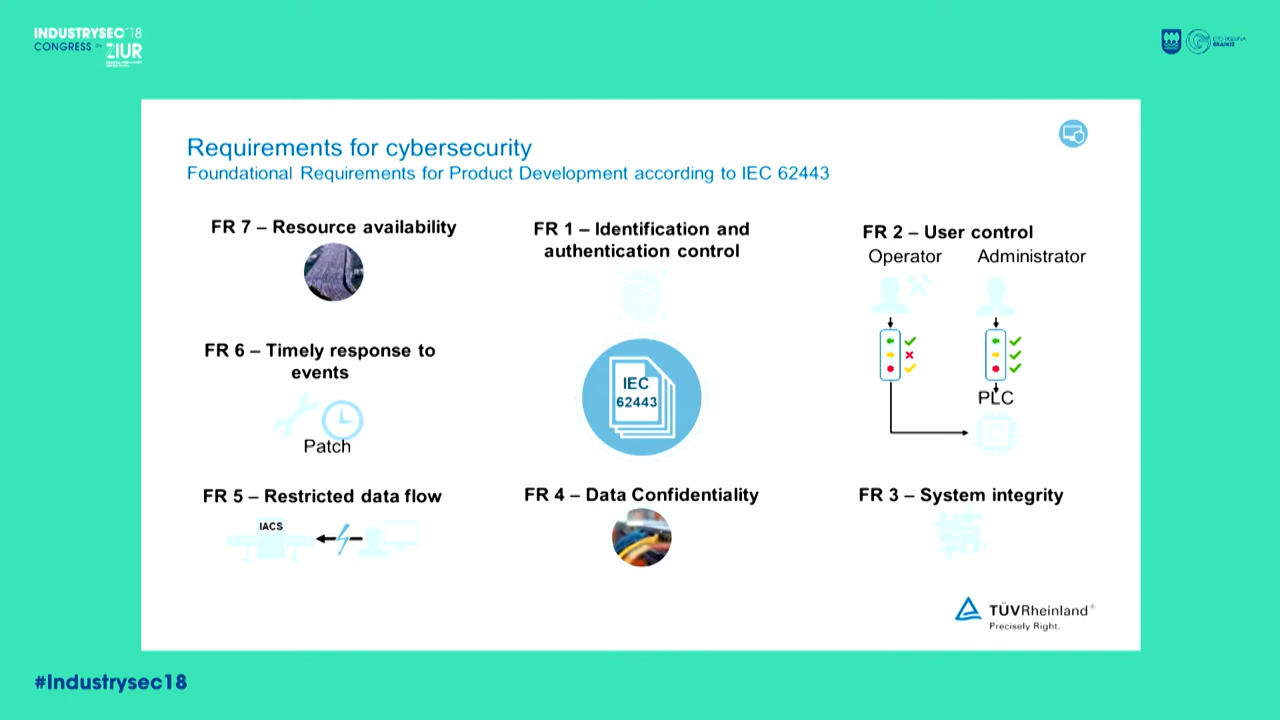 INDUSTRYSEC'18
CONGRESS BY ZIUR
Requirements for cybersecurity
Foundational Requirements for Product Development according to IEC 62443
FR 7 – Resource availability
FR 1 – Identification and
authentication control
FR 2 – User control
Operator
Administrator
FR 6 – Timely response to
events
Patch
IEC
62443
PLC
FR 5 – Restricted data flow
IACS
FR 4 – Data Confidentiality
FR 3 – System integrity
TÜVRheinland®
Precisely Right.
#Industrysec18